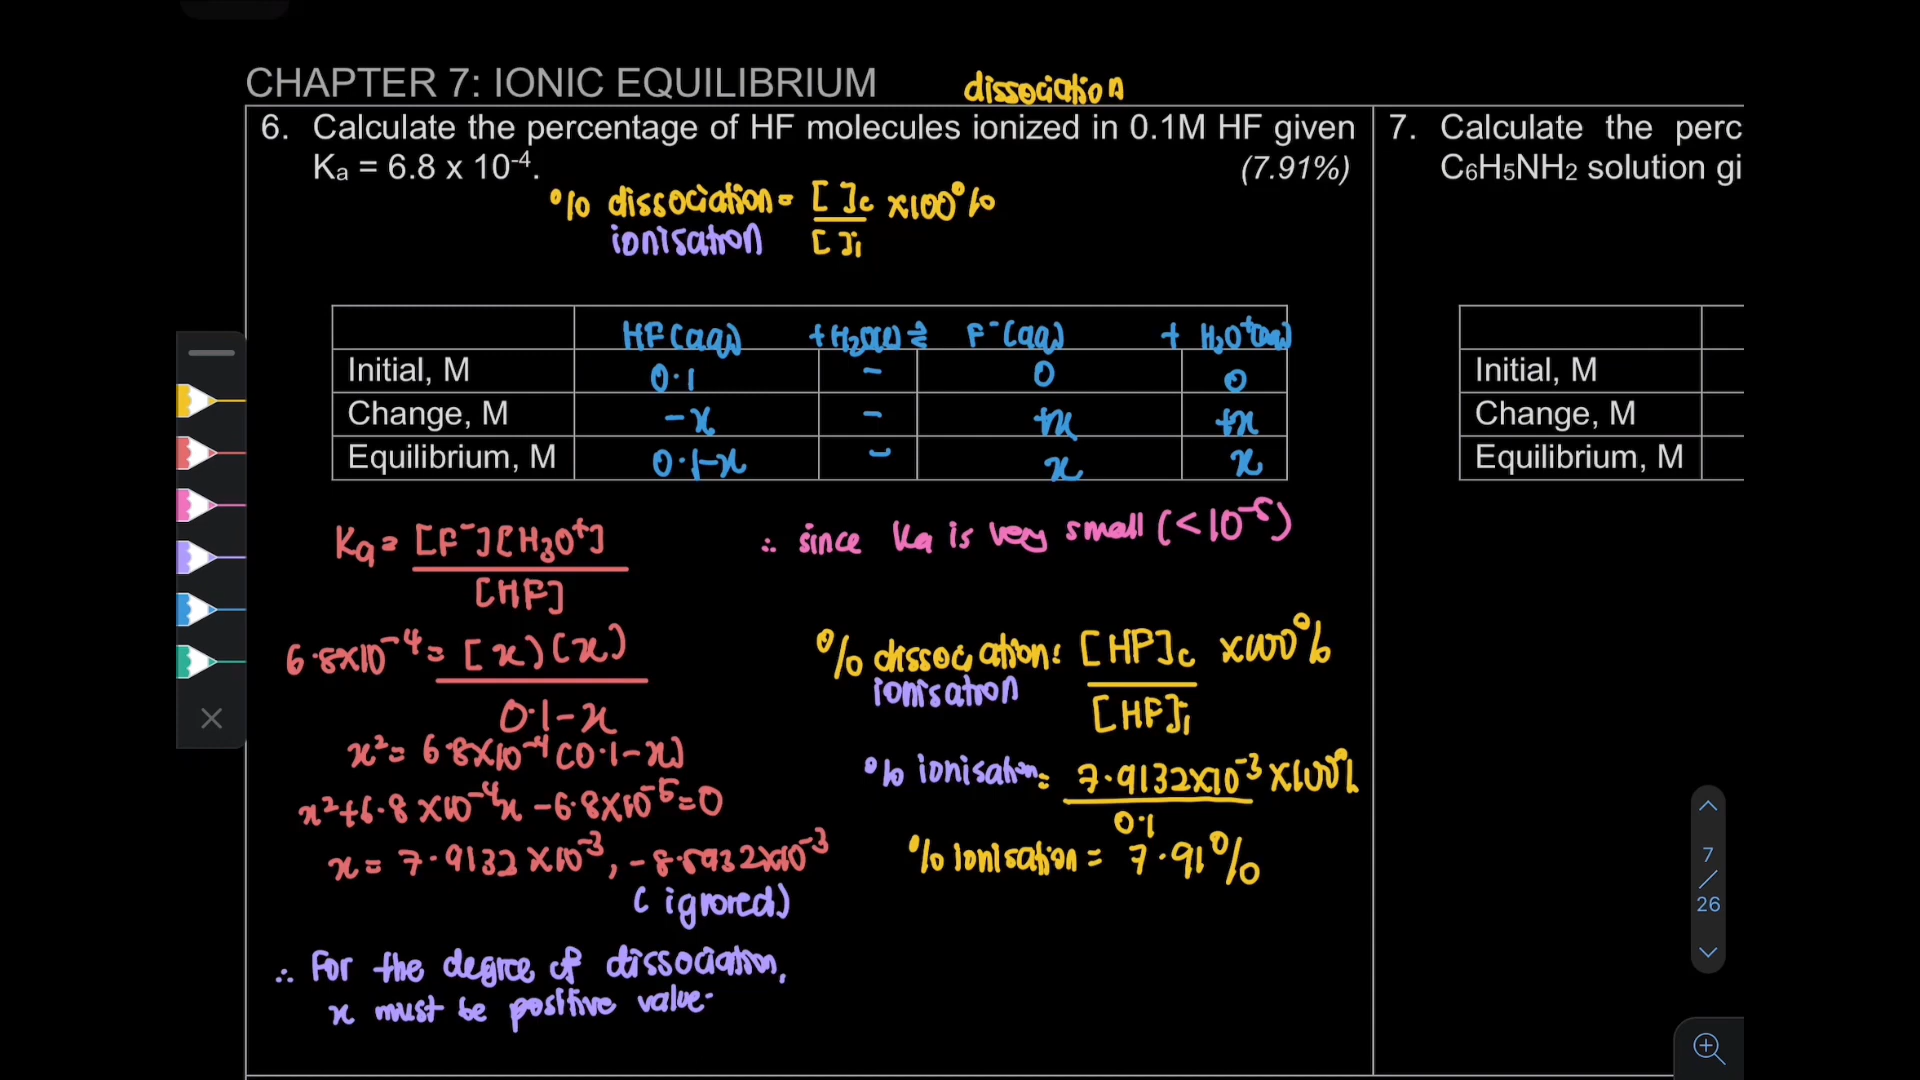 CHAPTER 7: IONIC EQUILIBRIUM
dissociation
6. Calculate the percentage of HF molecules ionized in 0.1M HF given
Ka = 6.8 x 10-4. (7.91%)
% dissociation = [ ]c x100%
ionisation [ ]i
HF(aq) + H2O(l) ⇌ F-(aq) + H3O+(aq)
Initial, M 0.1 - 0 0
Change, M -x - +x +x
Equilibrium, M 0.1-x - x x
Ka = [F-][H3O+]
[HF]
6.8x10-4 = [x)(x)
0.1-x
x2 = 6.8x10-4 (0.1-x)
x2+6.8x10-4x -6.8x10-5=0
x = 7.9132x10-3, -8.5932x10-3
(ignored)
∴ For the degree of dissociation,
x must be positive value.
∴ since Ka is very small (<10-5)
% dissociation: [HF]c x100%
ionisation [HF]i
% ionisation = 7.9132x10-3 x100%
0.1
% ionisation = 7.91%
7. Calculate the perc
C6H5NH2 solution gi
Initial, M
Change, M
Equilibrium, M
7
/
26